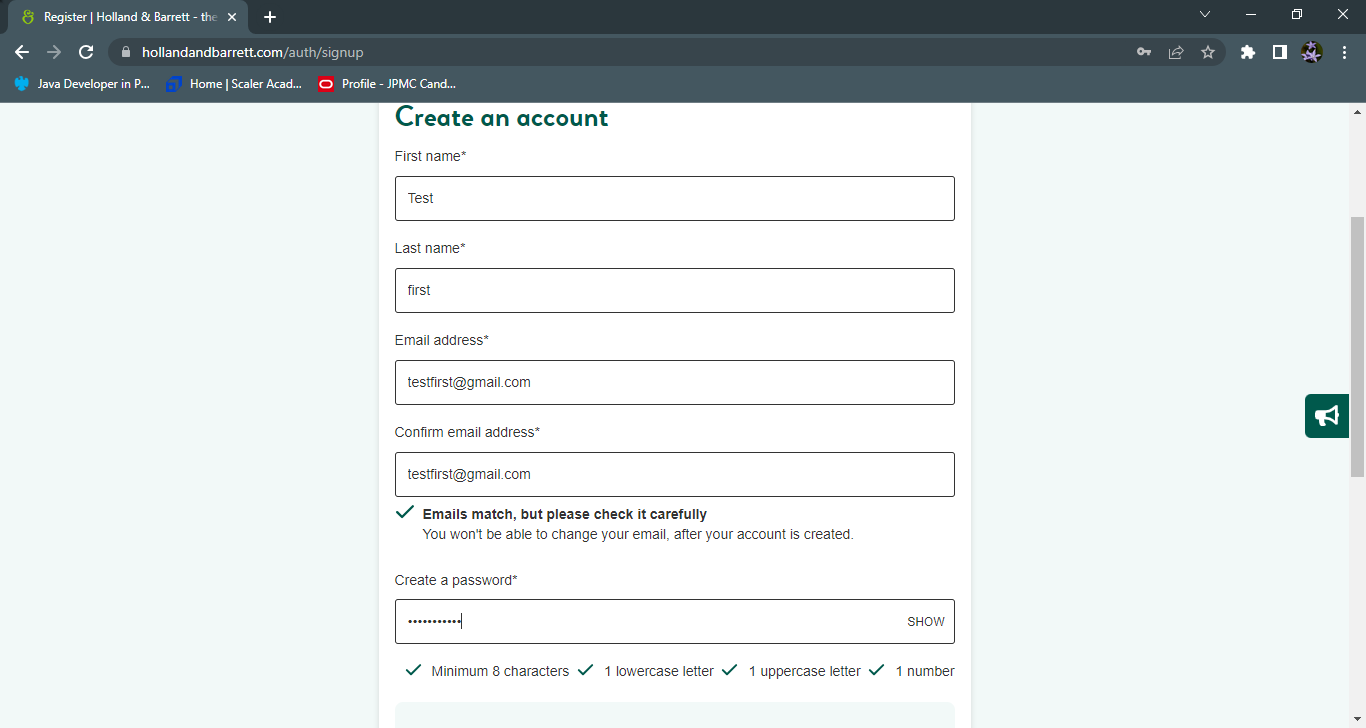 Register | Holland & Barrett - the
hollandandbarrett.com/auth/signup
Java Developer in P... Home | Scaler Acad... Profile - JPMC Cand...
Create an account
First name*
Test
Last name*
first
Email address*
testfirst@gmail.com
Confirm email address*
testfirst@gmail.com
Emails match, but please check it carefully
You won't be able to change your email, after your account is created.
Create a password*
••••••••••• SHOW
Minimum 8 characters 1 lowercase letter 1 uppercase letter 1 number